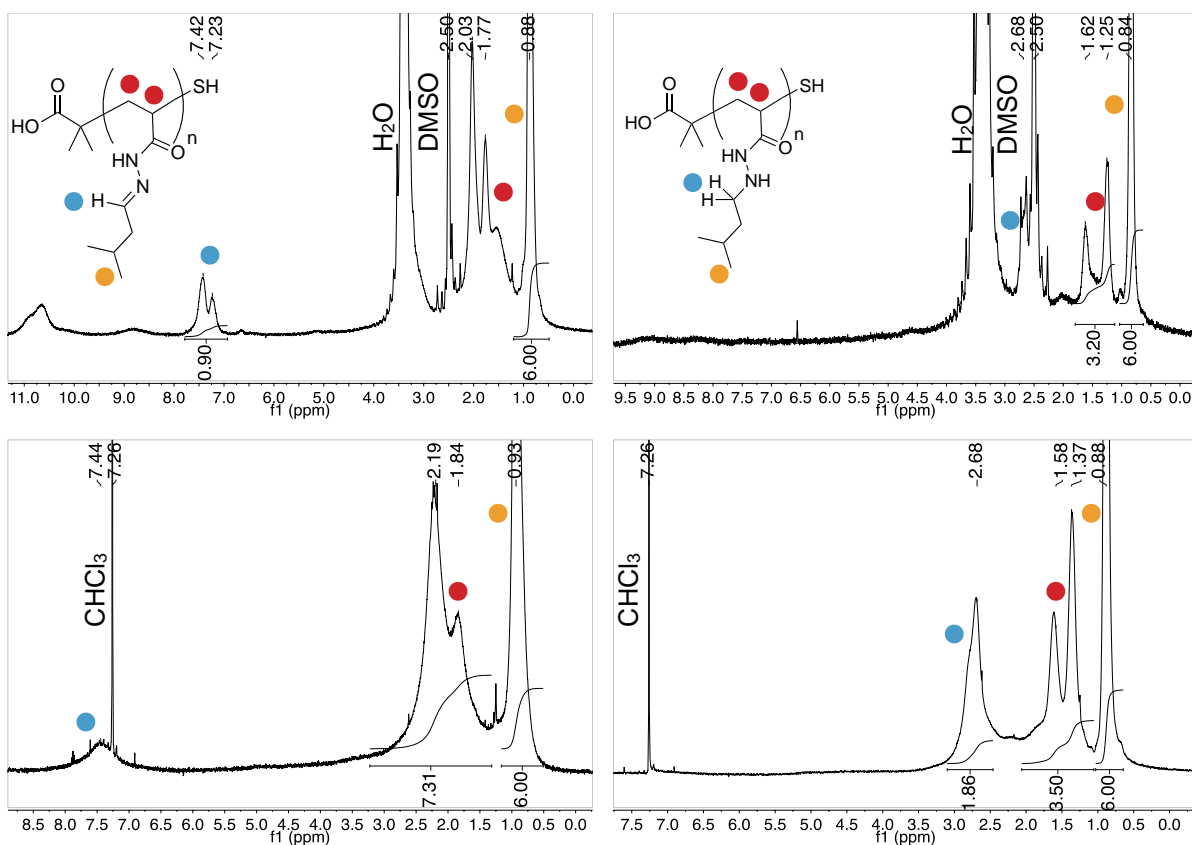 7.42
7.23
2.50
2.03
1.77
0.88
O
HO
SH
n
O
HN
N
H
H₂O
DMSO
0.90
6.00
11.0 10.0 9.0 8.0 7.0 6.0 5.0 4.0 3.0 2.0 1.0 0.0
f1 (ppm)
2.68
2.50
1.62
1.25
0.84
O
HO
SH
n
O
HN
NH
H
H
H₂O
DMSO
3.20
6.00
9.5 9.0 8.5 8.0 7.5 7.0 6.5 6.0 5.5 5.0 4.5 4.0 3.5 3.0 2.5 2.0 1.5 1.0 0.5 0.0
f1 (ppm)
7.44
7.26
2.19
1.84
0.93
CHCl₃
7.31
6.00
8.5 8.0 7.5 7.0 6.5 6.0 5.5 5.0 4.5 4.0 3.5 3.0 2.5 2.0 1.5 1.0 0.5 0.0
f1 (ppm)
7.26
2.68
1.58
1.37
0.88
CHCl₃
1.86
3.50
6.00
7.5 7.0 6.5 6.0 5.5 5.0 4.5 4.0 3.5 3.0 2.5 2.0 1.5 1.0 0.5 0.0
f1 (ppm)